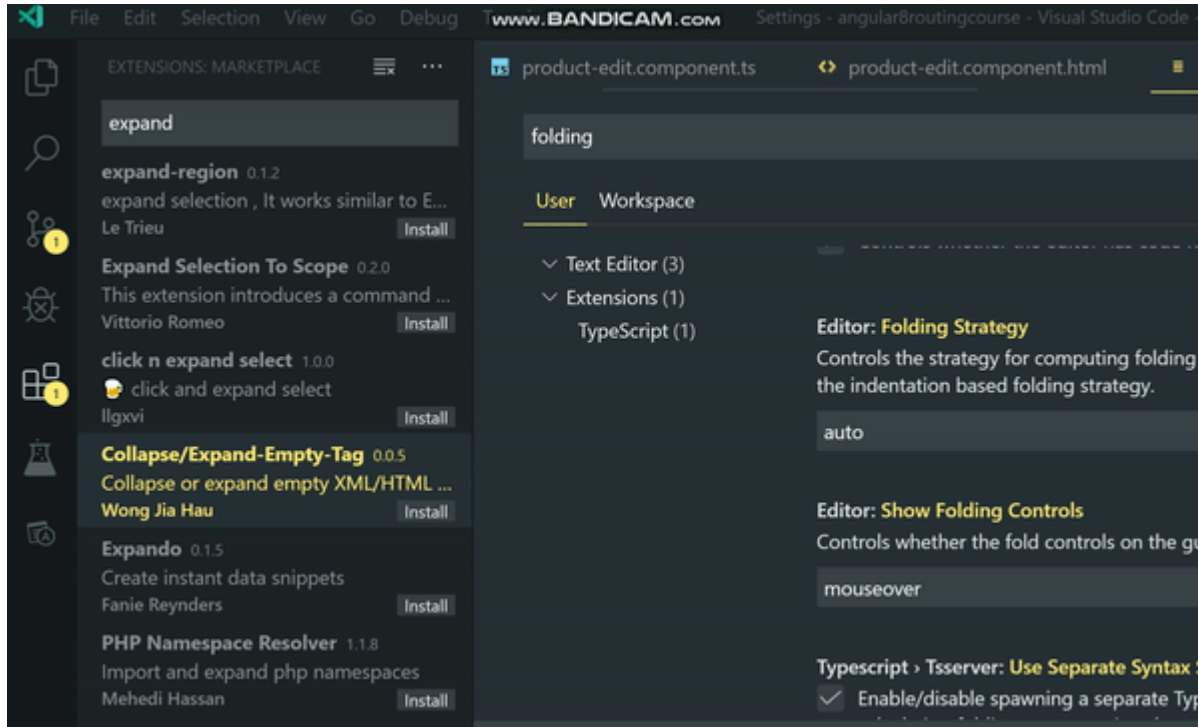 File Edit Selection View Go Debug
www.BANDICAM.com
Settings - angular8routingcourse - Visual Studio Code -
EXTENSIONS: MARKETPLACE
expand
expand-region 0.1.2
expand selection , It works similar to E...
Le Trieu Install
Expand Selection To Scope 0.2.0
This extension introduces a command ...
Vittorio Romeo Install
click n expand select 1.0.0
🍺 click and expand select
llgxvi Install
Collapse/Expand-Empty-Tag 0.0.5
Collapse or expand empty XML/HTML ...
Wong Jia Hau Install
Expando 0.1.5
Create instant data snippets
Fanie Reynders Install
PHP Namespace Resolver 1.1.8
Import and expand php namespaces
Mehedi Hassan Install
1
1
TS product-edit.component.ts
product-edit.component.html
folding
User Workspace
Text Editor (3)
Extensions (1)
TypeScript (1)
Editor: Folding Strategy
Controls the strategy for computing folding
the indentation based folding strategy.
auto
Editor: Show Folding Controls
Controls whether the fold controls on the gu
mouseover
Typescript › Tsserver: Use Separate Syntax
Enable/disable spawning a separate Typ